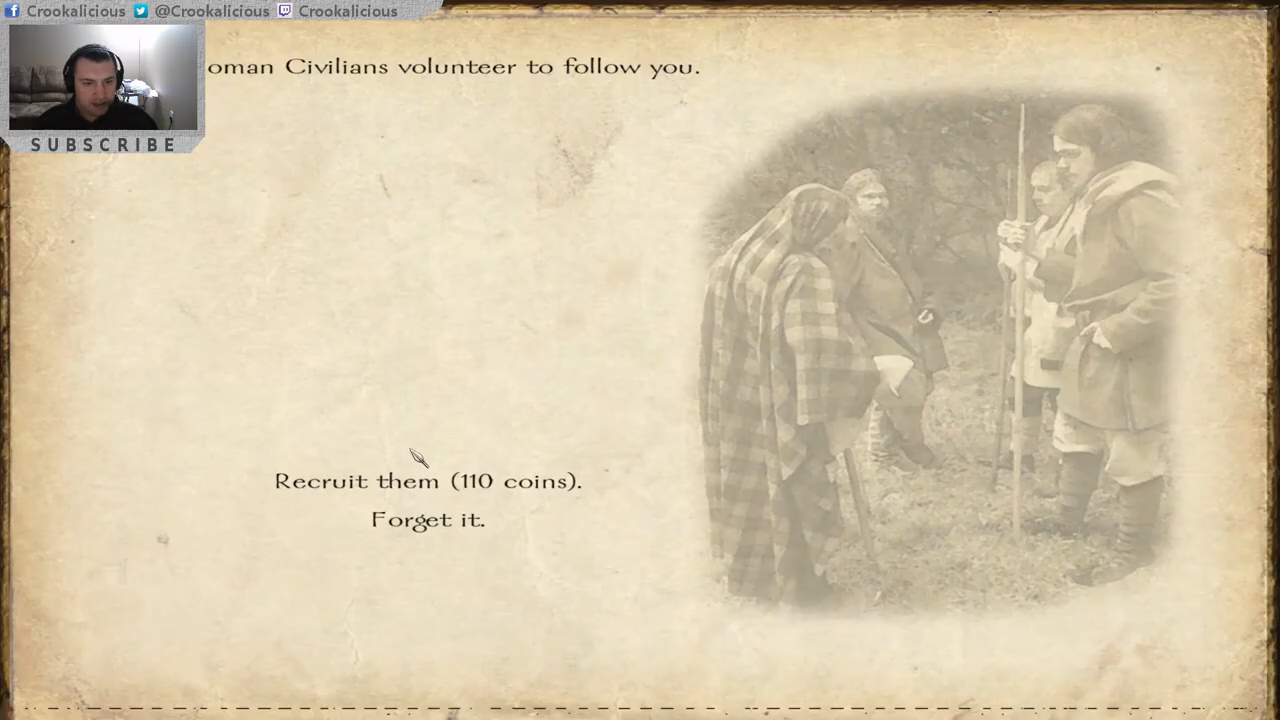 Crookalicious @Crookalicious Crookalicious
oman Civilians volunteer to follow you.
SUBSCRIBE
Recruit them (110 coins).
Forget it.